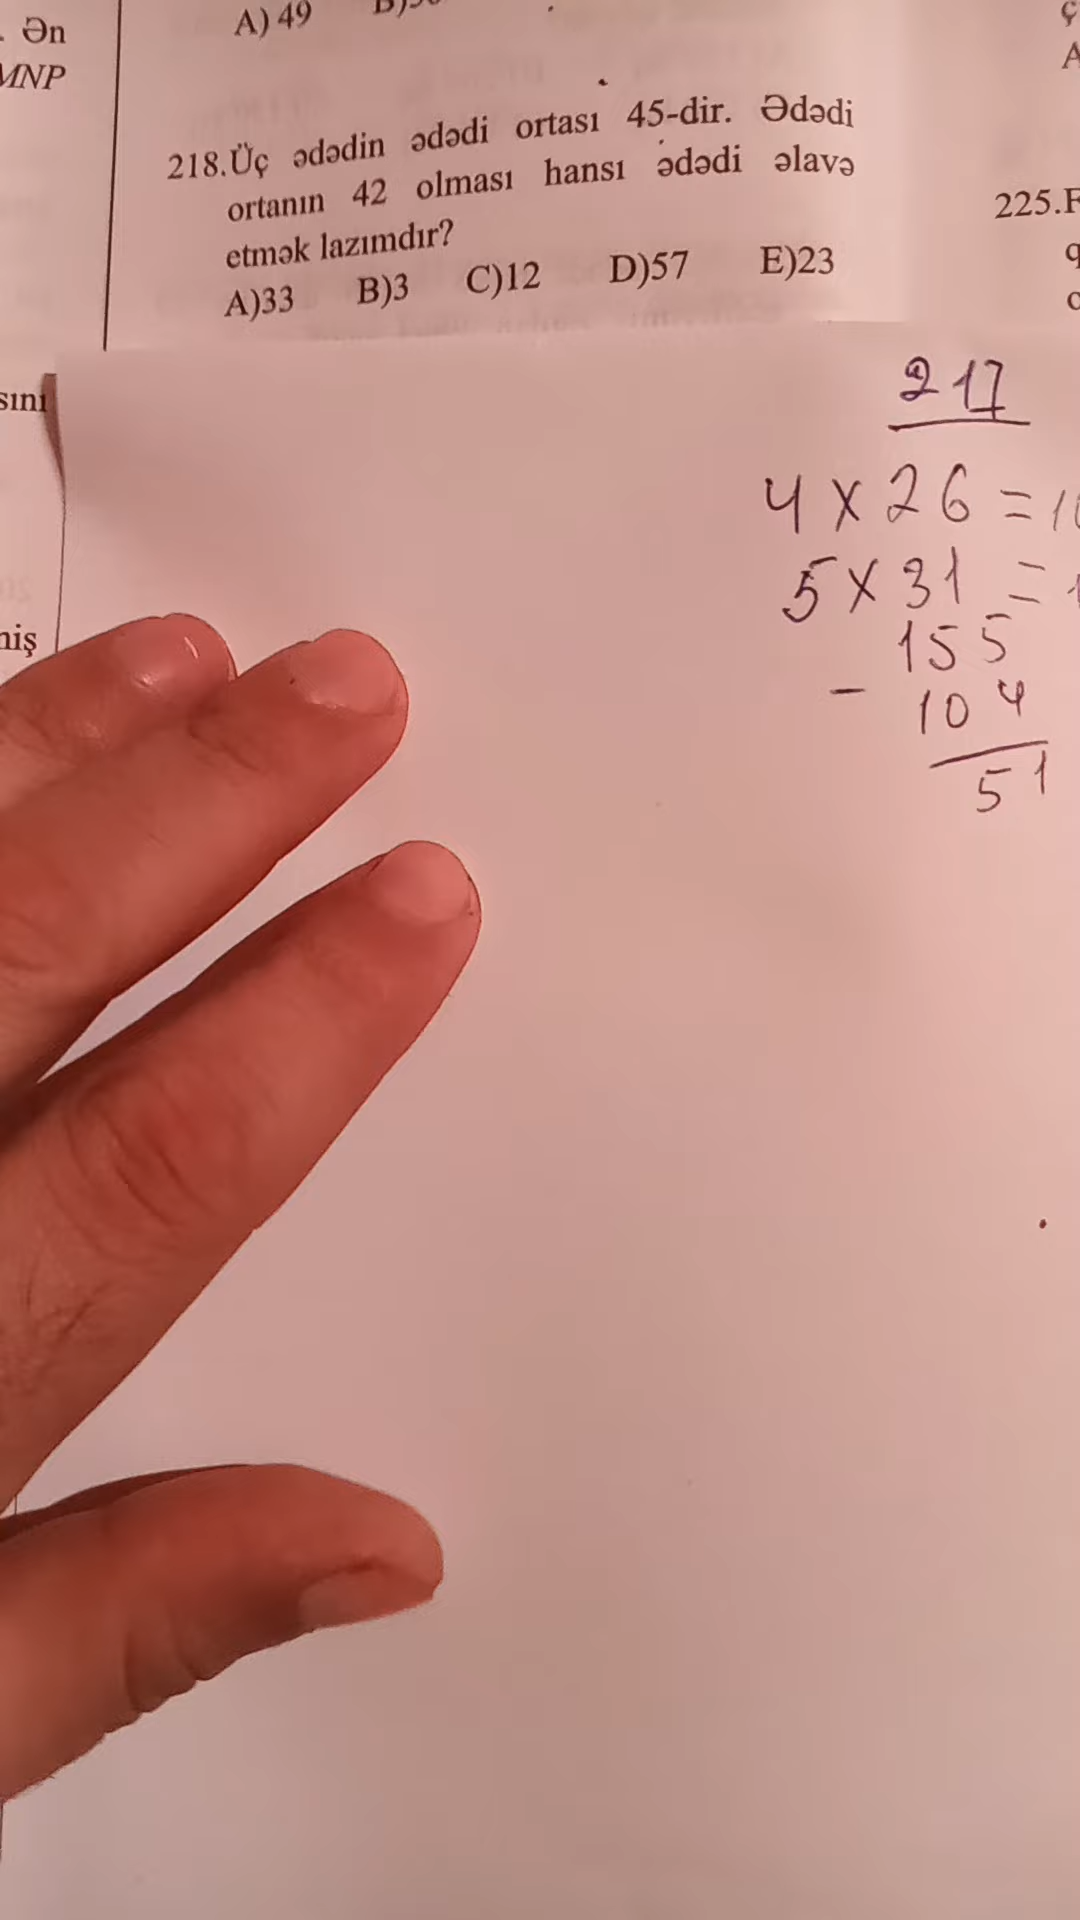 Ən
MNP
A) 49
218.Üç ədədin ədədi ortası 45-dir. Ədədi
ortanın 42 olması hansı ədədi əlavə
etmək lazımdır?
A)33 B)3 C)12 D)57 E)23
225.F
sını
217
4 x 26 =
5 x 31 =
155
- 104
51